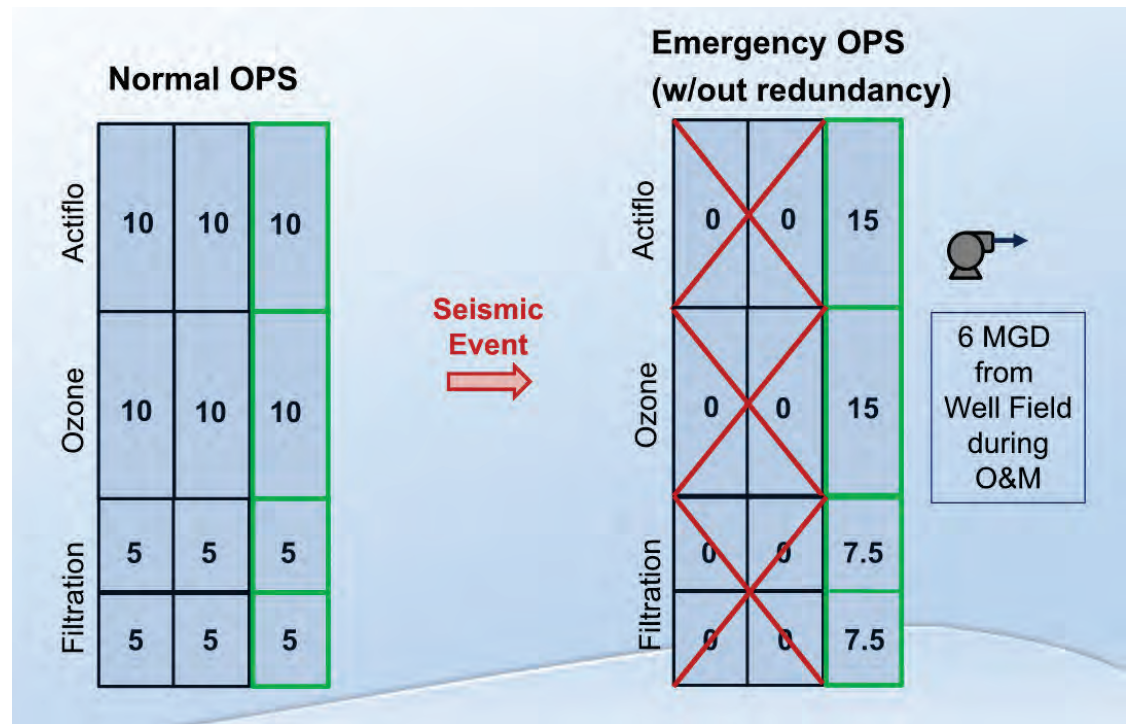 Normal OPS
Actiflo
10 10 10
Ozone
10 10 10
Filtration
5 5 5
5 5 5
Seismic
Event
Emergency OPS
(w/out redundancy)
Actiflo
0 0 15
Ozone
0 0 15
Filtration
0 0 7.5
0 0 7.5
6 MGD
from
Well Field
during
O&M